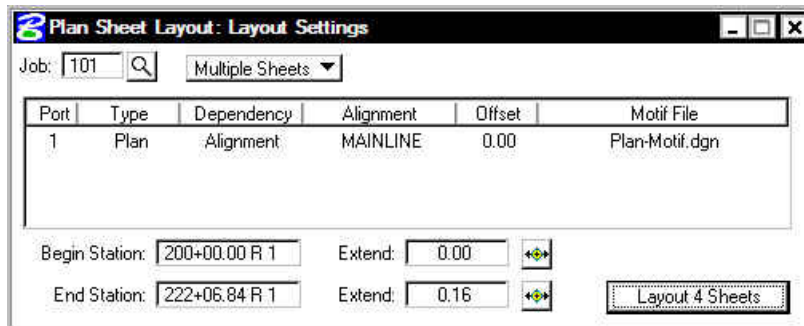 Plan Sheet Layout: Layout Settings
Job: 101 Multiple Sheets
Port Type Dependency Alignment Offset Motif File
1 Plan Alignment MAINLINE 0.00 Plan-Motif.dgn
Begin Station: 200+00.00 R 1 Extend: 0.00
End Station: 222+06.84 R 1 Extend: 0.16 Layout 4 Sheets